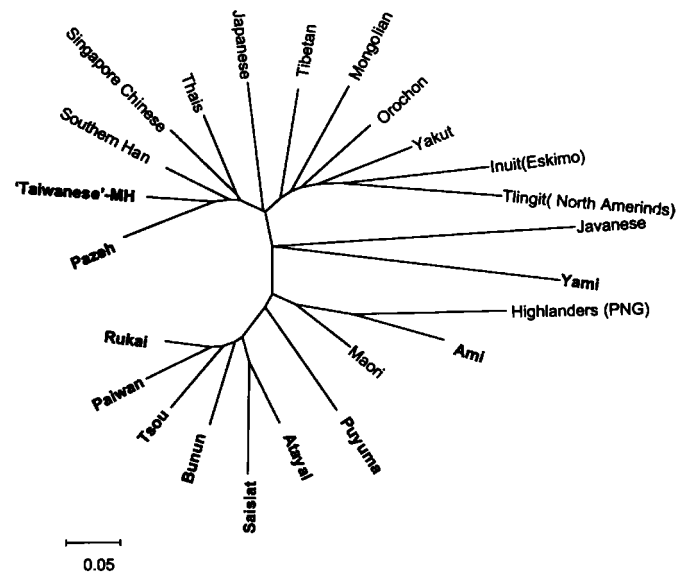 Japanese
Tibetan
Mongolian
Singapore Chinese
Thais
Orochon
Southern Han
Yakut
Inuit(Eskimo)
'Taiwanese'-MH
Tlingit( North Amerinds)
Javanese
Pazeh
Yami
Highlanders (PNG)
Rukai
Ami
Maori
Paiwan
Tsou
Puyuma
Bunun
Atayal
Saisiat
0.05